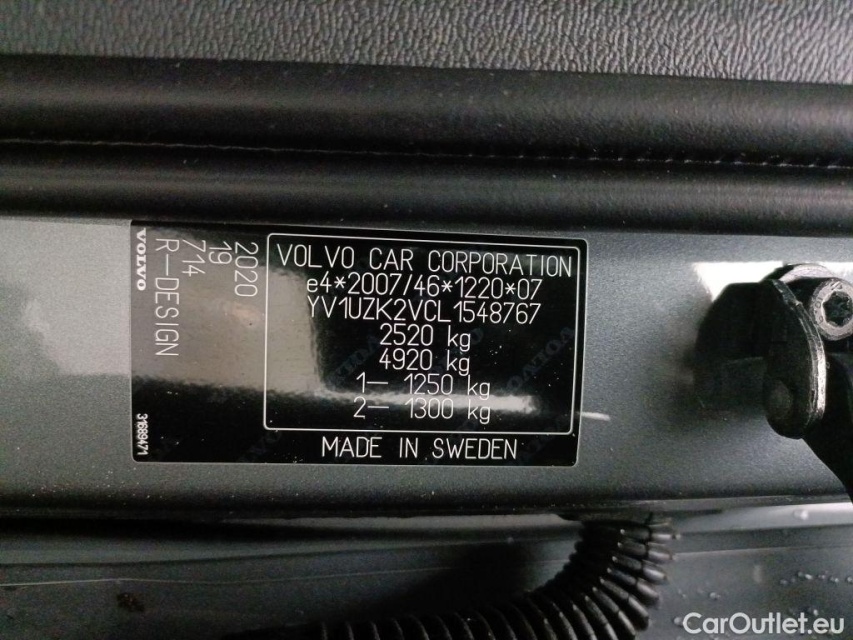 VOLVO
2020
19
714
R-DESIGN
31689471
VOLVO CAR CORPORATION
e4*2007/46*1220*07
YV1UZK2VCL1548767
2520 kg
4920 kg
1- 1250 kg
2- 1300 kg
MADE IN SWEDEN
CarOutlet.eu